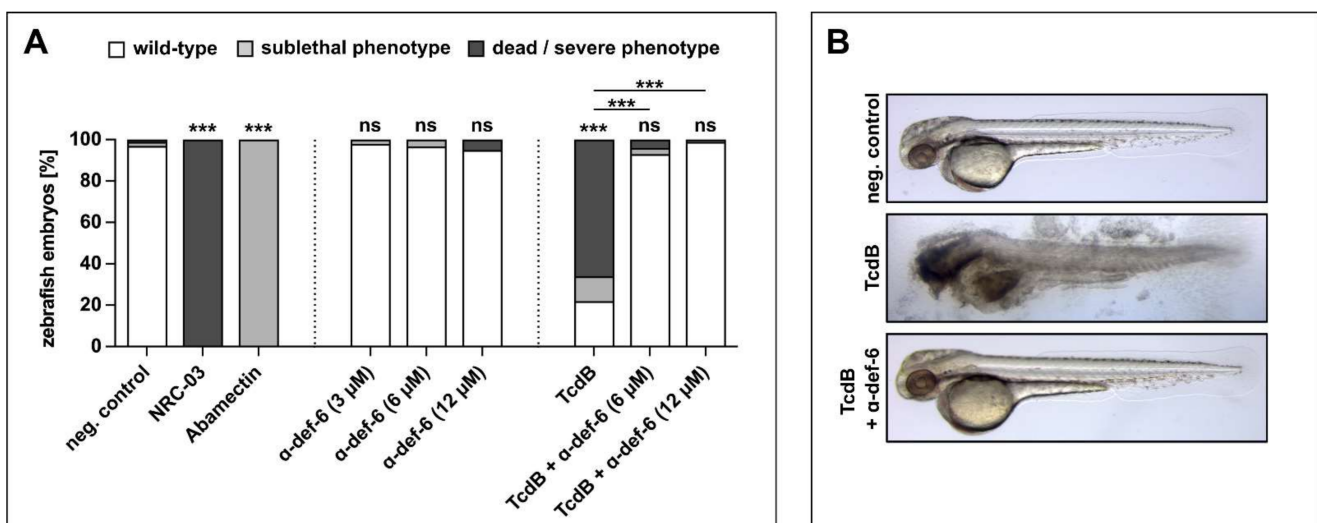 A
wild-type sublethal phenotype dead / severe phenotype
***
***
*** *** ns ns ns *** ns ns
100
80
60
40
20
0
zebrafish embryos [%]
neg. control
NRC-03
Abamectin
α-def-6 (3 µM)
α-def-6 (6 µM)
α-def-6 (12 µM)
TcdB
TcdB + α-def-6 (6 µM)
TcdB + α-def-6 (12 µM)
B
neg. control
TcdB
TcdB
+ α-def-6